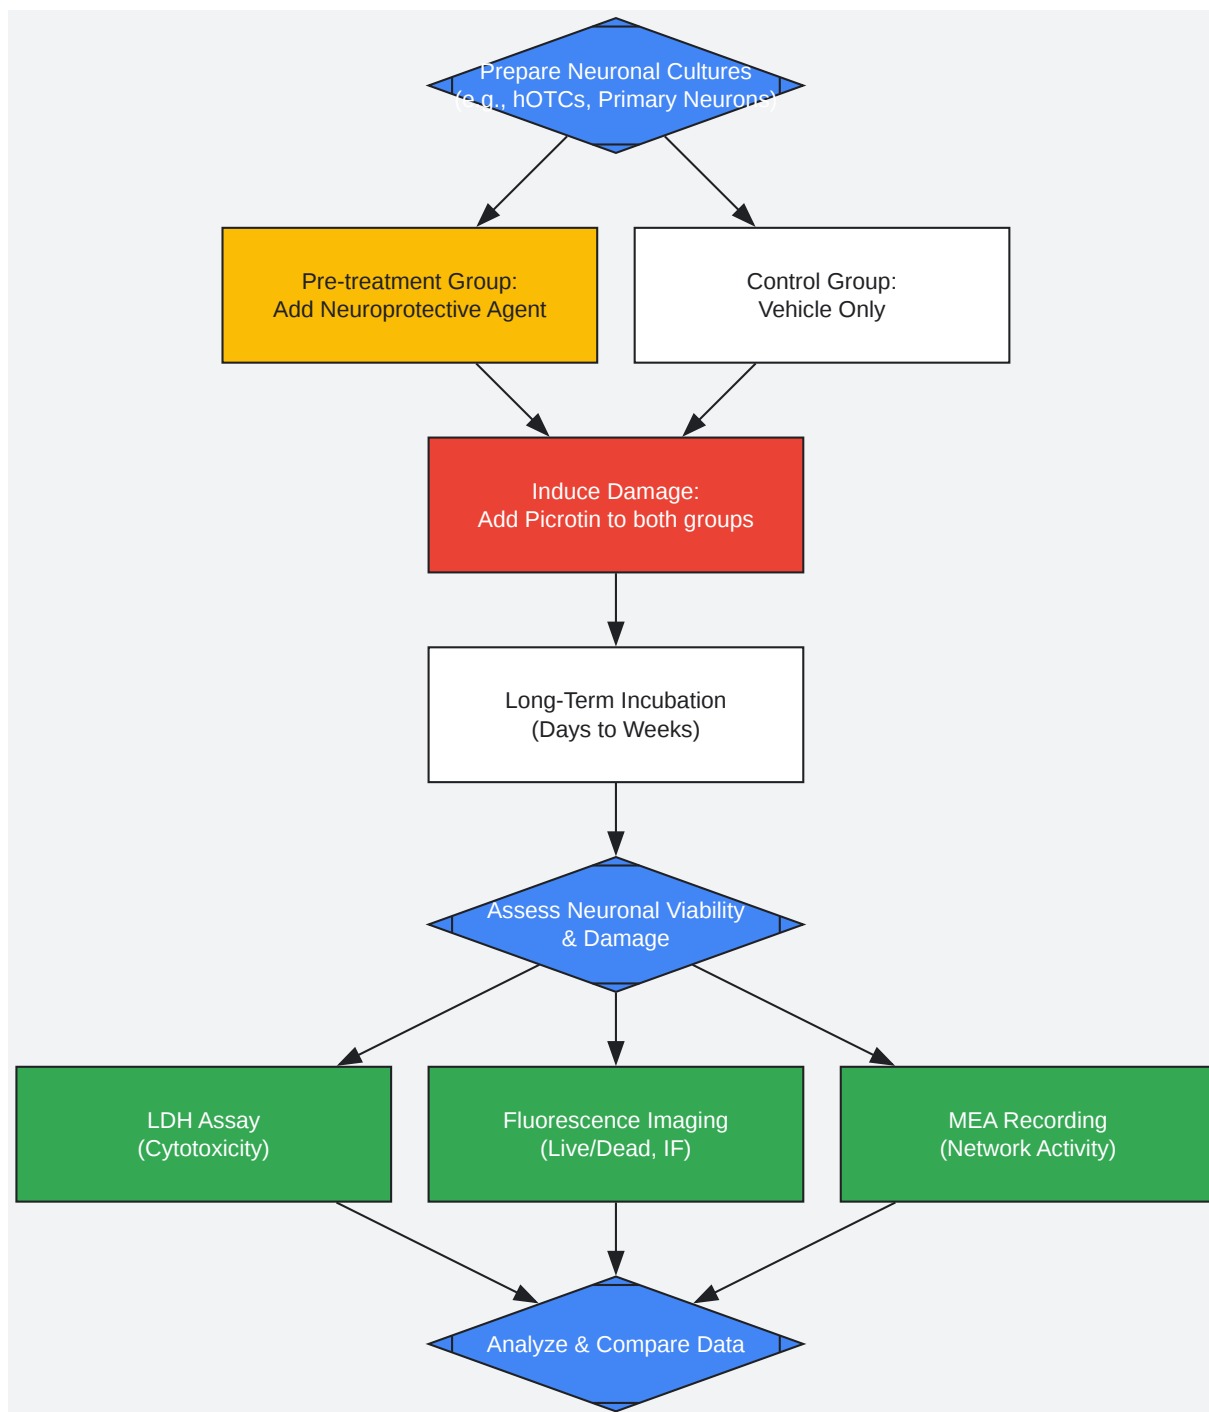 Prepare Neuronal Cultures
(e.g., hOTCs, Primary Neurons)
Pre-treatment Group:
Add Neuroprotective Agent
Control Group:
Vehicle Only
Induce Damage:
Add Picrotin to both groups
Long-Term Incubation
(Days to Weeks)
Assess Neuronal Viability
& Damage
LDH Assay
(Cytotoxicity)
Fluorescence Imaging
(Live/Dead, IF)
MEA Recording
(Network Activity)
Analyze & Compare Data